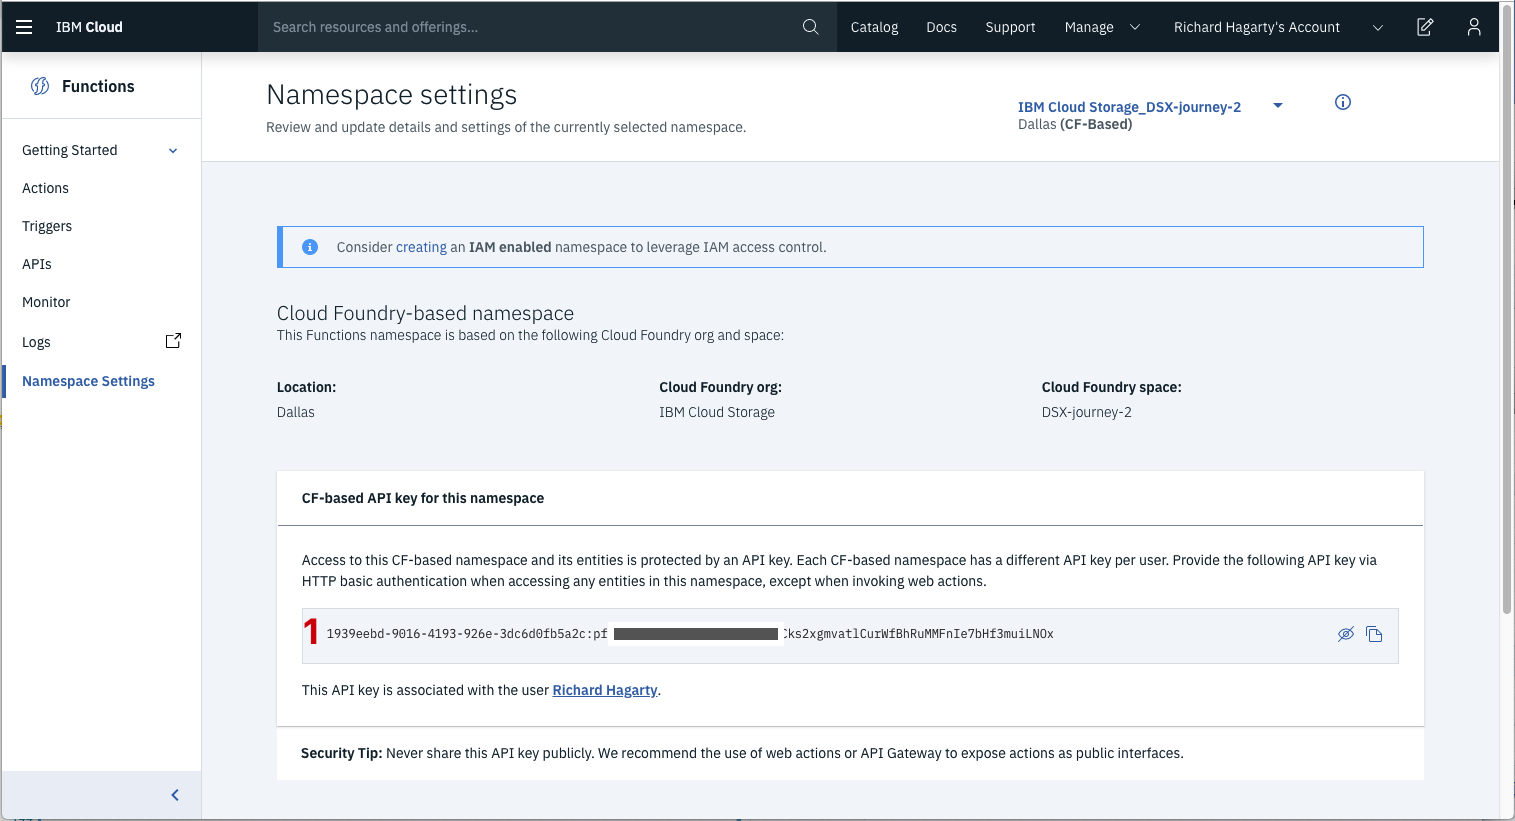 IBM Cloud
Search resources and offerings...
Catalog
Docs
Support
Manage
Richard Hagarty's Account
Functions
Getting Started
Actions
Triggers
APIs
Monitor
Logs
Namespace Settings
Namespace settings
Review and update details and settings of the currently selected namespace.
IBM Cloud Storage_DSX-journey-2
Dallas (CF-Based)
Consider creating an IAM enabled namespace to leverage IAM access control.
Cloud Foundry-based namespace
This Functions namespace is based on the following Cloud Foundry org and space:
Location:
Dallas
Cloud Foundry org:
IBM Cloud Storage
Cloud Foundry space:
DSX-journey-2
CF-based API key for this namespace
Access to this CF-based namespace and its entities is protected by an API key. Each CF-based namespace has a different API key per user. Provide the following API key via
HTTP basic authentication when accessing any entities in this namespace, except when invoking web actions.
1 1939eebd-9016-4193-926e-3dc6d0fb5a2c:pf Cks2xgmvatlCurWfBhRuMMFnIe7bHf3muiLNOx
This API key is associated with the user Richard Hagarty.
Security Tip: Never share this API key publicly. We recommend the use of web actions or API Gateway to expose actions as public interfaces.